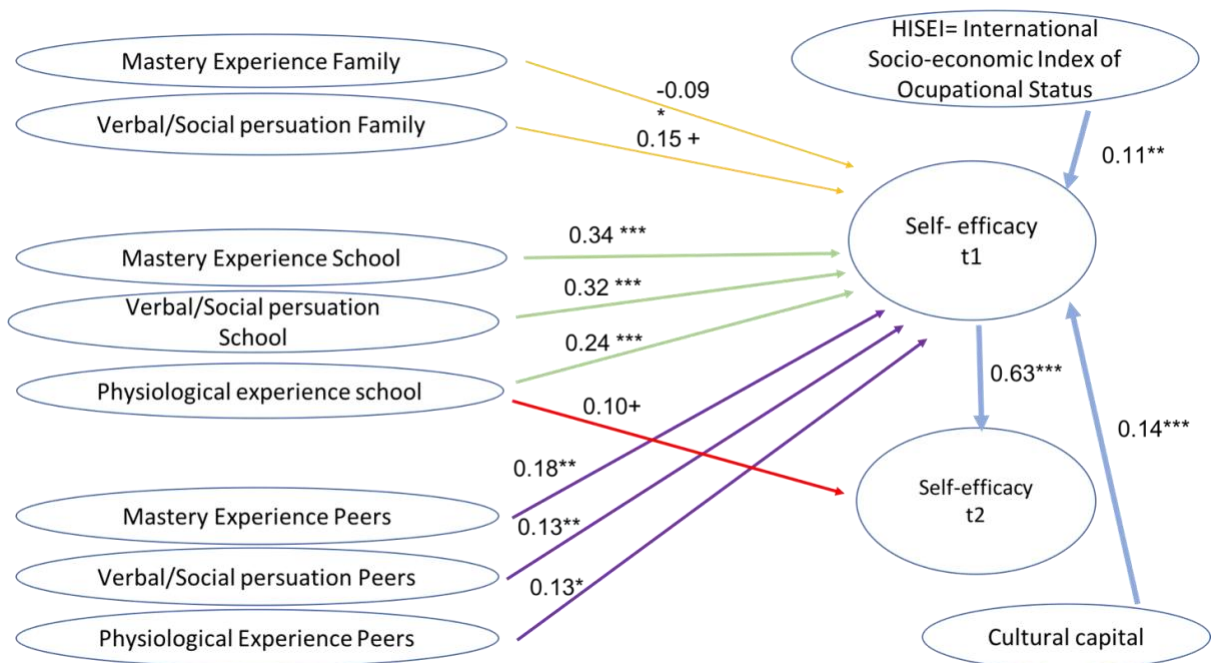 Mastery Experience Family
Verbal/Social persuation Family
-0.09
*
0.15 +
HISEI= International
Socio-economic Index of
Ocupational Status
0.11**
Self- efficacy
t1
Mastery Experience School
0.34 ***
Verbal/Social persuation
School
0.32 ***
Physiological experience school
0.24 ***
0.10+
0.63***
0.14***
Self-efficacy
t2
Mastery Experience Peers
0.18**
Verbal/Social persuation Peers
0.13**
Physiological Experience Peers
0.13*
Cultural capital